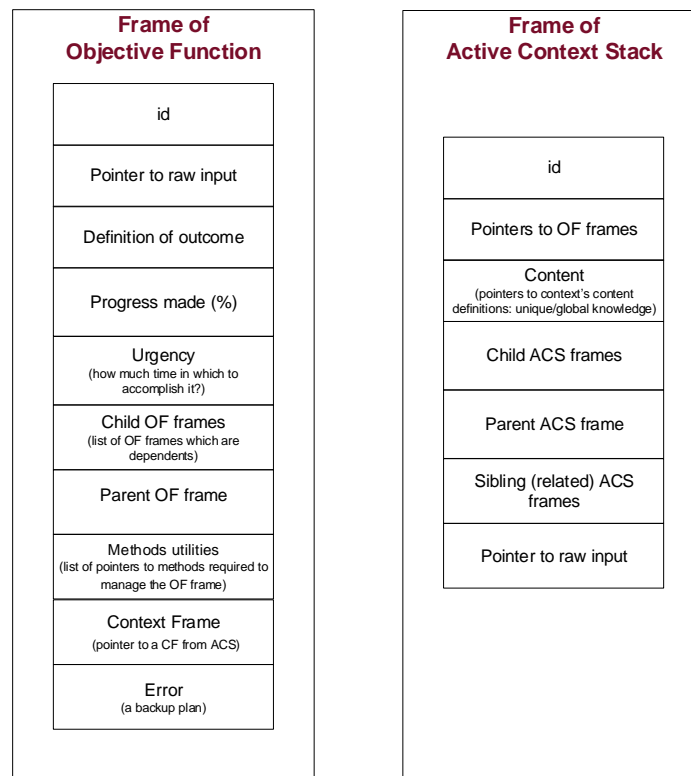 Frame of
Objective Function
id
Pointer to raw input
Definition of outcome
Progress made (%)
Urgency
(how much time in which to
accomplish it?)
Child OF frames
(list of OF frames which are
dependents)
Parent OF frame
Methods utilities
(list of pointers to methods required to
manage the OF frame)
Context Frame
(pointer to a CF from ACS)
Error
(a backup plan)
Frame of
Active Context Stack
id
Pointers to OF frames
Content
(pointers to context's content
definitions: unique/global knowledge)
Child ACS frames
Parent ACS frame
Sibling (related) ACS
frames
Pointer to raw input